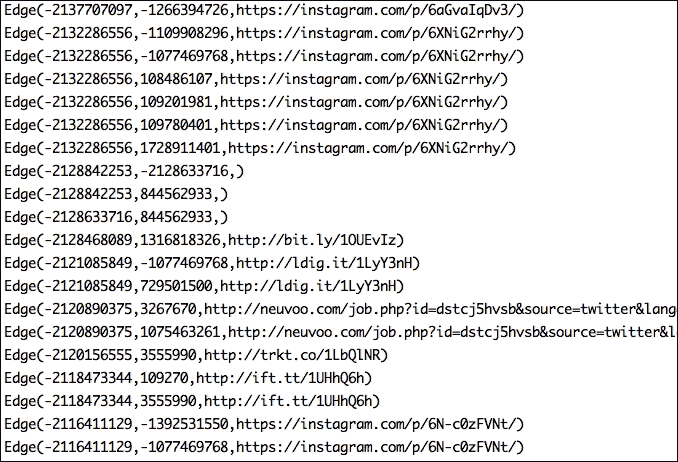 Edge(-2137707097,-1266394726,https://instagram.com/p/6aGvaIqDv3/)
Edge(-2132286556,-1109908296,https://instagram.com/p/6XNiG2rrhy/)
Edge(-2132286556,-1077469768,https://instagram.com/p/6XNiG2rrhy/)
Edge(-2132286556,108486107,https://instagram.com/p/6XNiG2rrhy/)
Edge(-2132286556,109201981,https://instagram.com/p/6XNiG2rrhy/)
Edge(-2132286556,109780401,https://instagram.com/p/6XNiG2rrhy/)
Edge(-2132286556,1728911401,https://instagram.com/p/6XNiG2rrhy/)
Edge(-2128842253,-2128633716,)
Edge(-2128842253,844562933,)
Edge(-2128633716,844562933,)
Edge(-2128468089,1316818326,http://bit.ly/1OUEvIz)
Edge(-2121085849,-1077469768,http://ldig.it/1LyY3nH)
Edge(-2121085849,729501500,http://ldig.it/1LyY3nH)
Edge(-2120890375,3267670,http://neuvoo.com/job.php?id=dstcj5hvsb&source=twitter&lang=
Edge(-2120890375,1075463261,http://neuvoo.com/job.php?id=dstcj5hvsb&source=twitter&l
Edge(-2120156555,3555990,http://trkt.co/1LbQlNR)
Edge(-2118473344,109270,http://ift.tt/1UHhQ6h)
Edge(-2118473344,3555990,http://ift.tt/1UHhQ6h)
Edge(-2116411129,-1392531550,https://instagram.com/p/6N-c0zFVNt/)
Edge(-2116411129,-1077469768,https://instagram.com/p/6N-c0zFVNt/)